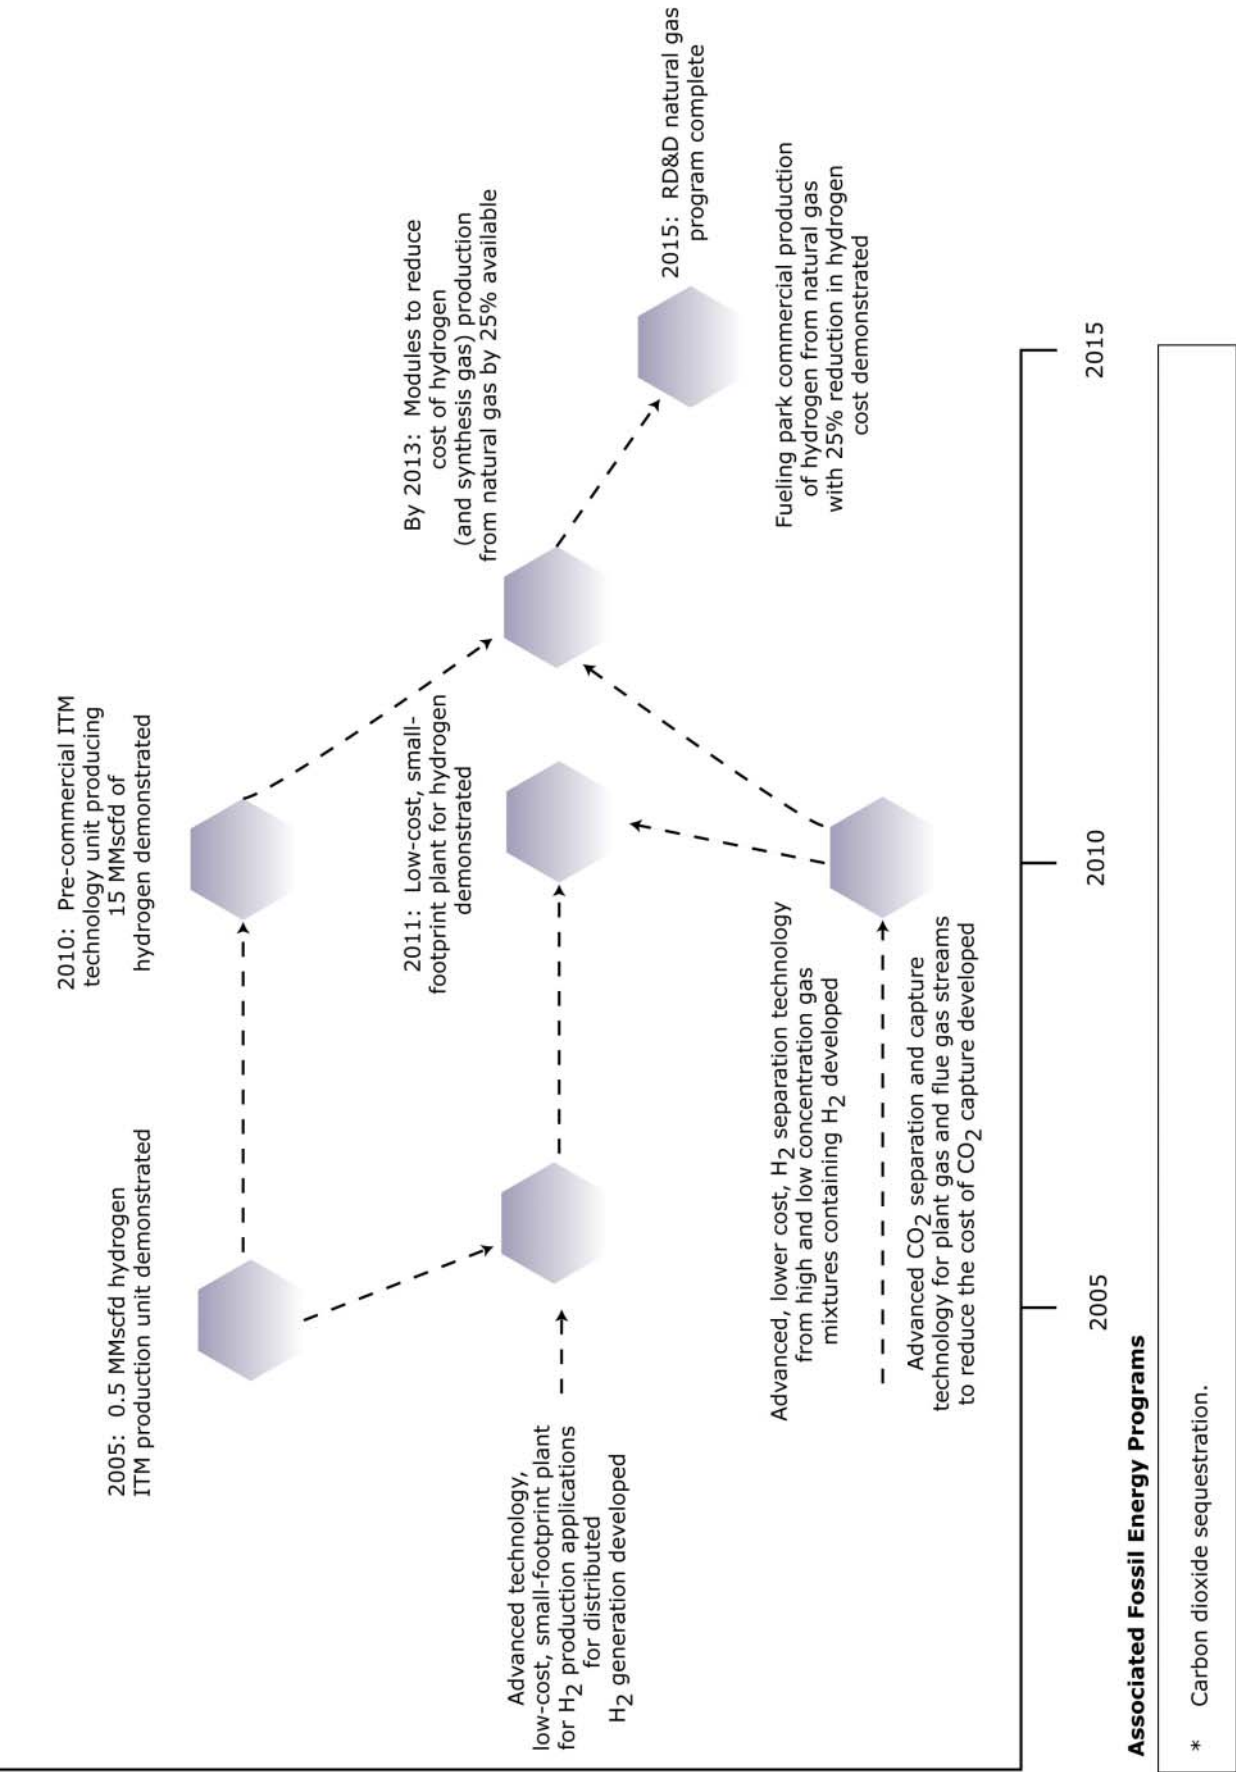 2010:  Pre-commercial ITM
technology unit producing
15 MMscfd of
hydrogen demonstrated
2005:  0.5 MMscfd hydrogen
ITM production unit demonstrated
By 2013:  Modules to reduce
cost of hydrogen
(and synthesis gas) production
from natural gas by 25% available
2011:  Low-cost, small-
footprint plant for hydrogen
demonstrated
Advanced technology,
low-cost, small-footprint plant
for H2 production applications
for distributed
H2 generation developed
2015:  RD&D natural gas
program complete
Fueling park commercial production
of hydrogen from natural gas
with 25% reduction in hydrogen
cost demonstrated
Advanced, lower cost, H2 separation technology
from high and low concentration gas
mixtures containing H2 developed
Advanced CO2 separation and capture
technology for plant gas and flue gas streams
to reduce the cost of CO2 capture developed
2005
2010
2015
Associated Fossil Energy Programs
* Carbon dioxide sequestration.